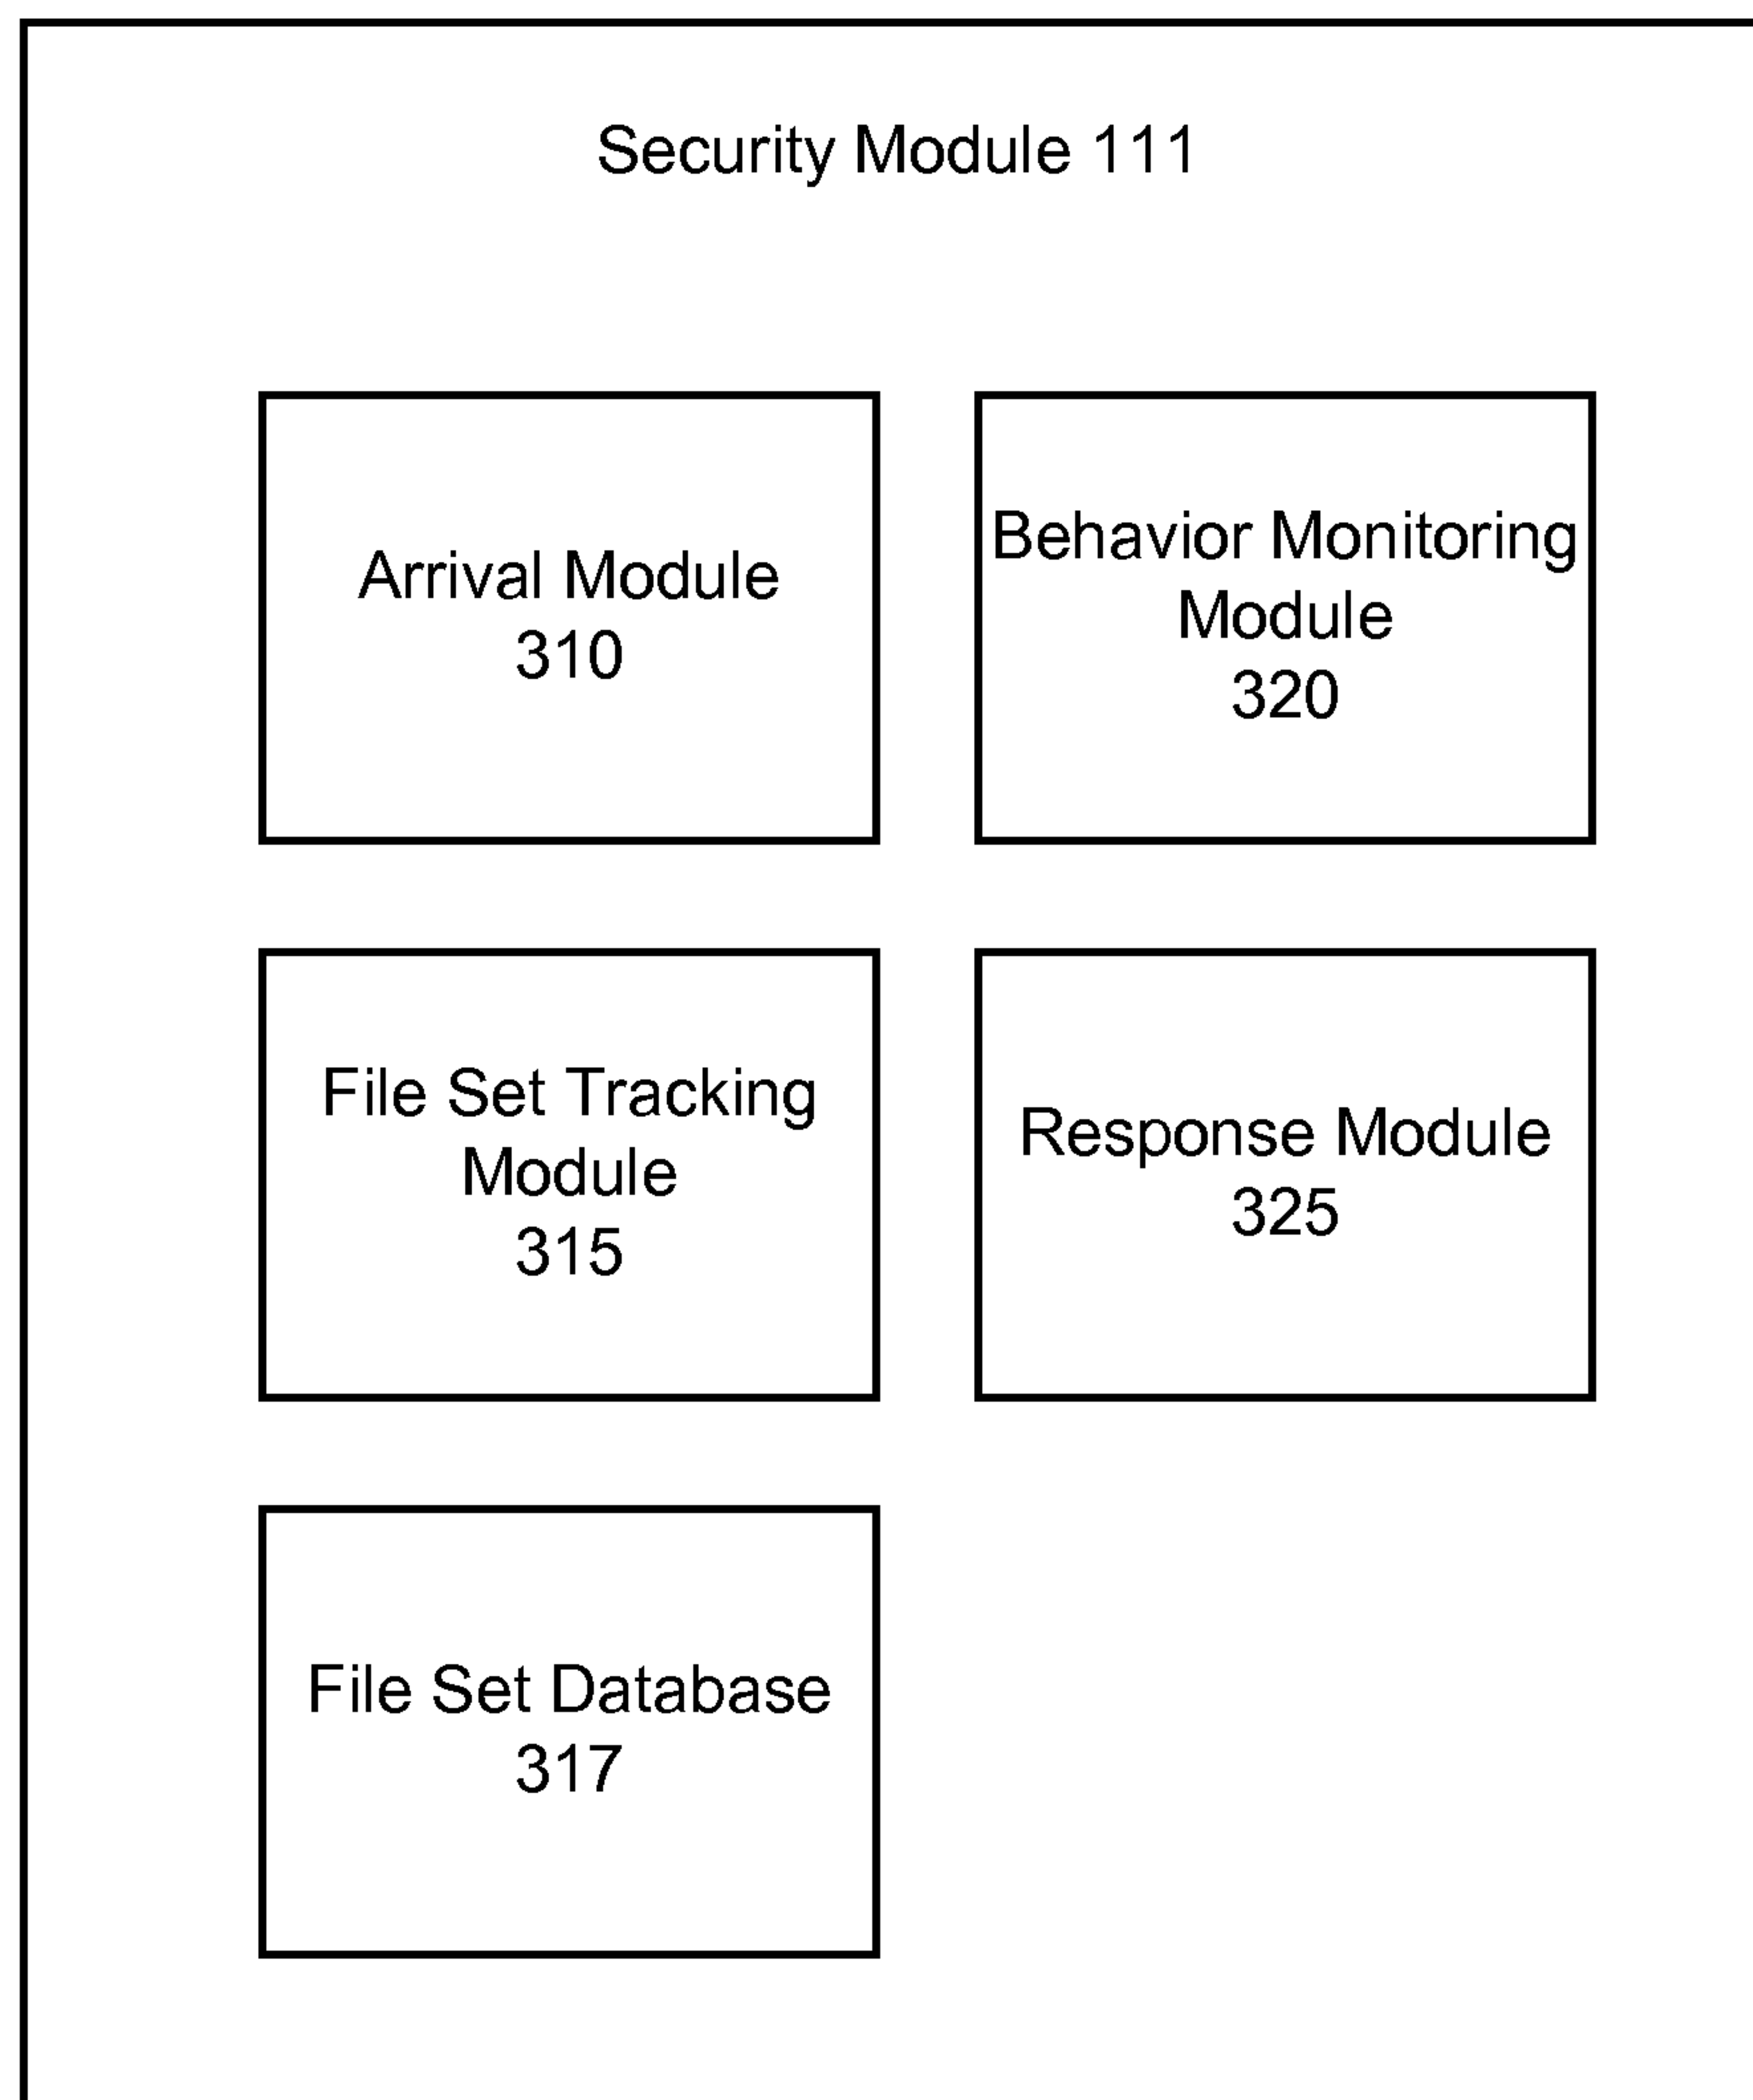 Security Module 111
Arrival Module
310
Behavior Monitoring
Module
320
File Set Tracking
Module
315
Response Module
325
File Set Database
317